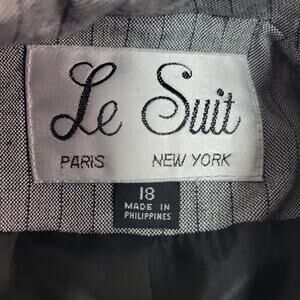 Le Suit
PARIS NEW YORK
18
MADE IN
PHILIPPINES